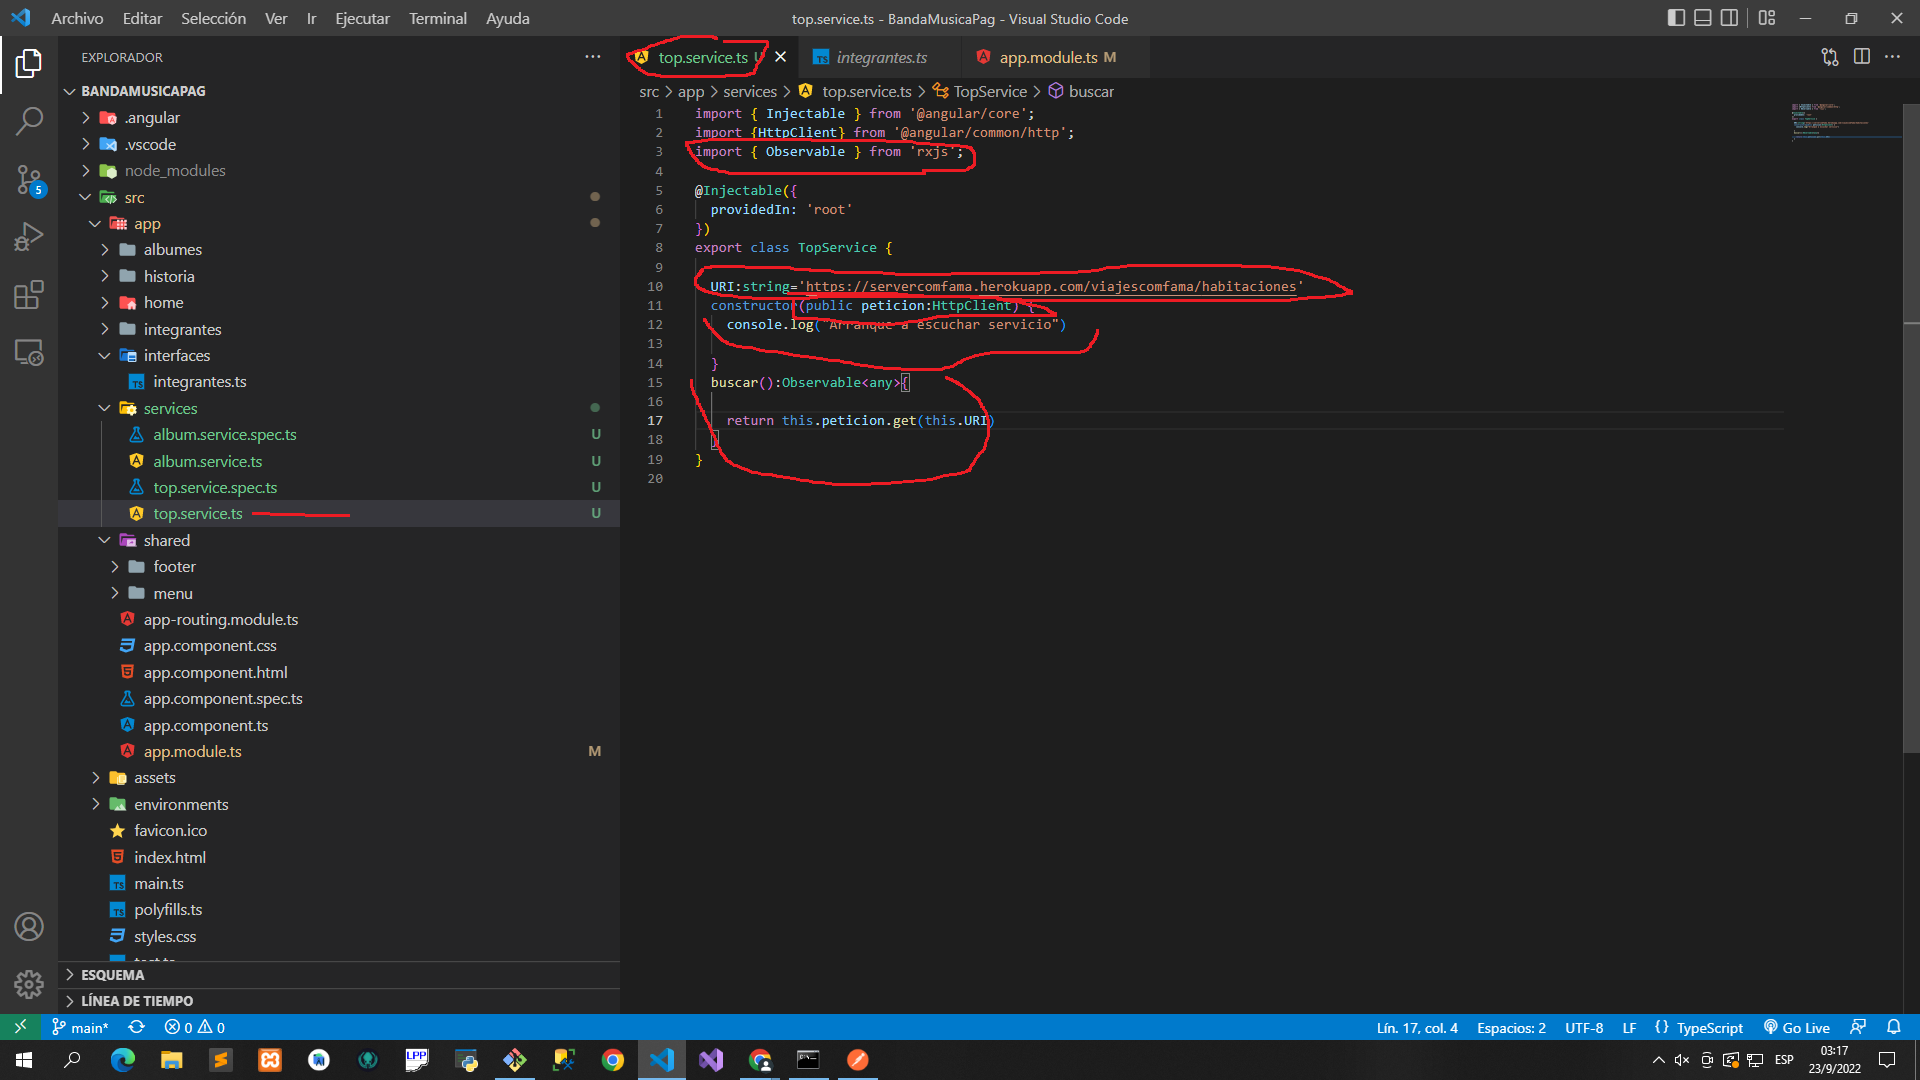 Archivo Editar Selección Ver Ir Ejecutar Terminal Ayuda
top.service.ts - BandaMusicaPag - Visual Studio Code
EXPLORADOR
BANDAMUSICAPAG
.angular
.vscode
node_modules
src
app
albumes
historia
home
integrantes
interfaces
integrantes.ts
services
album.service.spec.ts U
album.service.ts U
top.service.spec.ts U
top.service.ts U
shared
footer
menu
app-routing.module.ts
app.component.css
app.component.html
app.component.spec.ts
app.component.ts
app.module.ts M
assets
environments
favicon.ico
index.html
main.ts
polyfills.ts
styles.css
ESQUEMA
LÍNEA DE TIEMPO
5
top.service.ts U integrantes.ts app.module.ts M
src > app > services > top.service.ts > TopService > buscar
1 import { Injectable } from '@angular/core';
2 import {HttpClient} from '@angular/common/http';
3 import { Observable } from 'rxjs';
4
5 @Injectable({
6 providedIn: 'root'
7 })
8 export class TopService {
9
10 URI:string='https://servercomfama.herokuapp.com/viajescomfama/habitaciones'
11 constructor(public peticion:HttpClient) {
12 console.log("Arranque a escuchar servicio")
13
14 }
15 buscar():Observable<any>{
16
17 return this.peticion.get(this.URI)
18 }
19 }
20
main* 0 0 Lín. 17, col. 4 Espacios: 2 UTF-8 LF {} TypeScript Go Live
LPP
ESP
03:17
23/9/2022